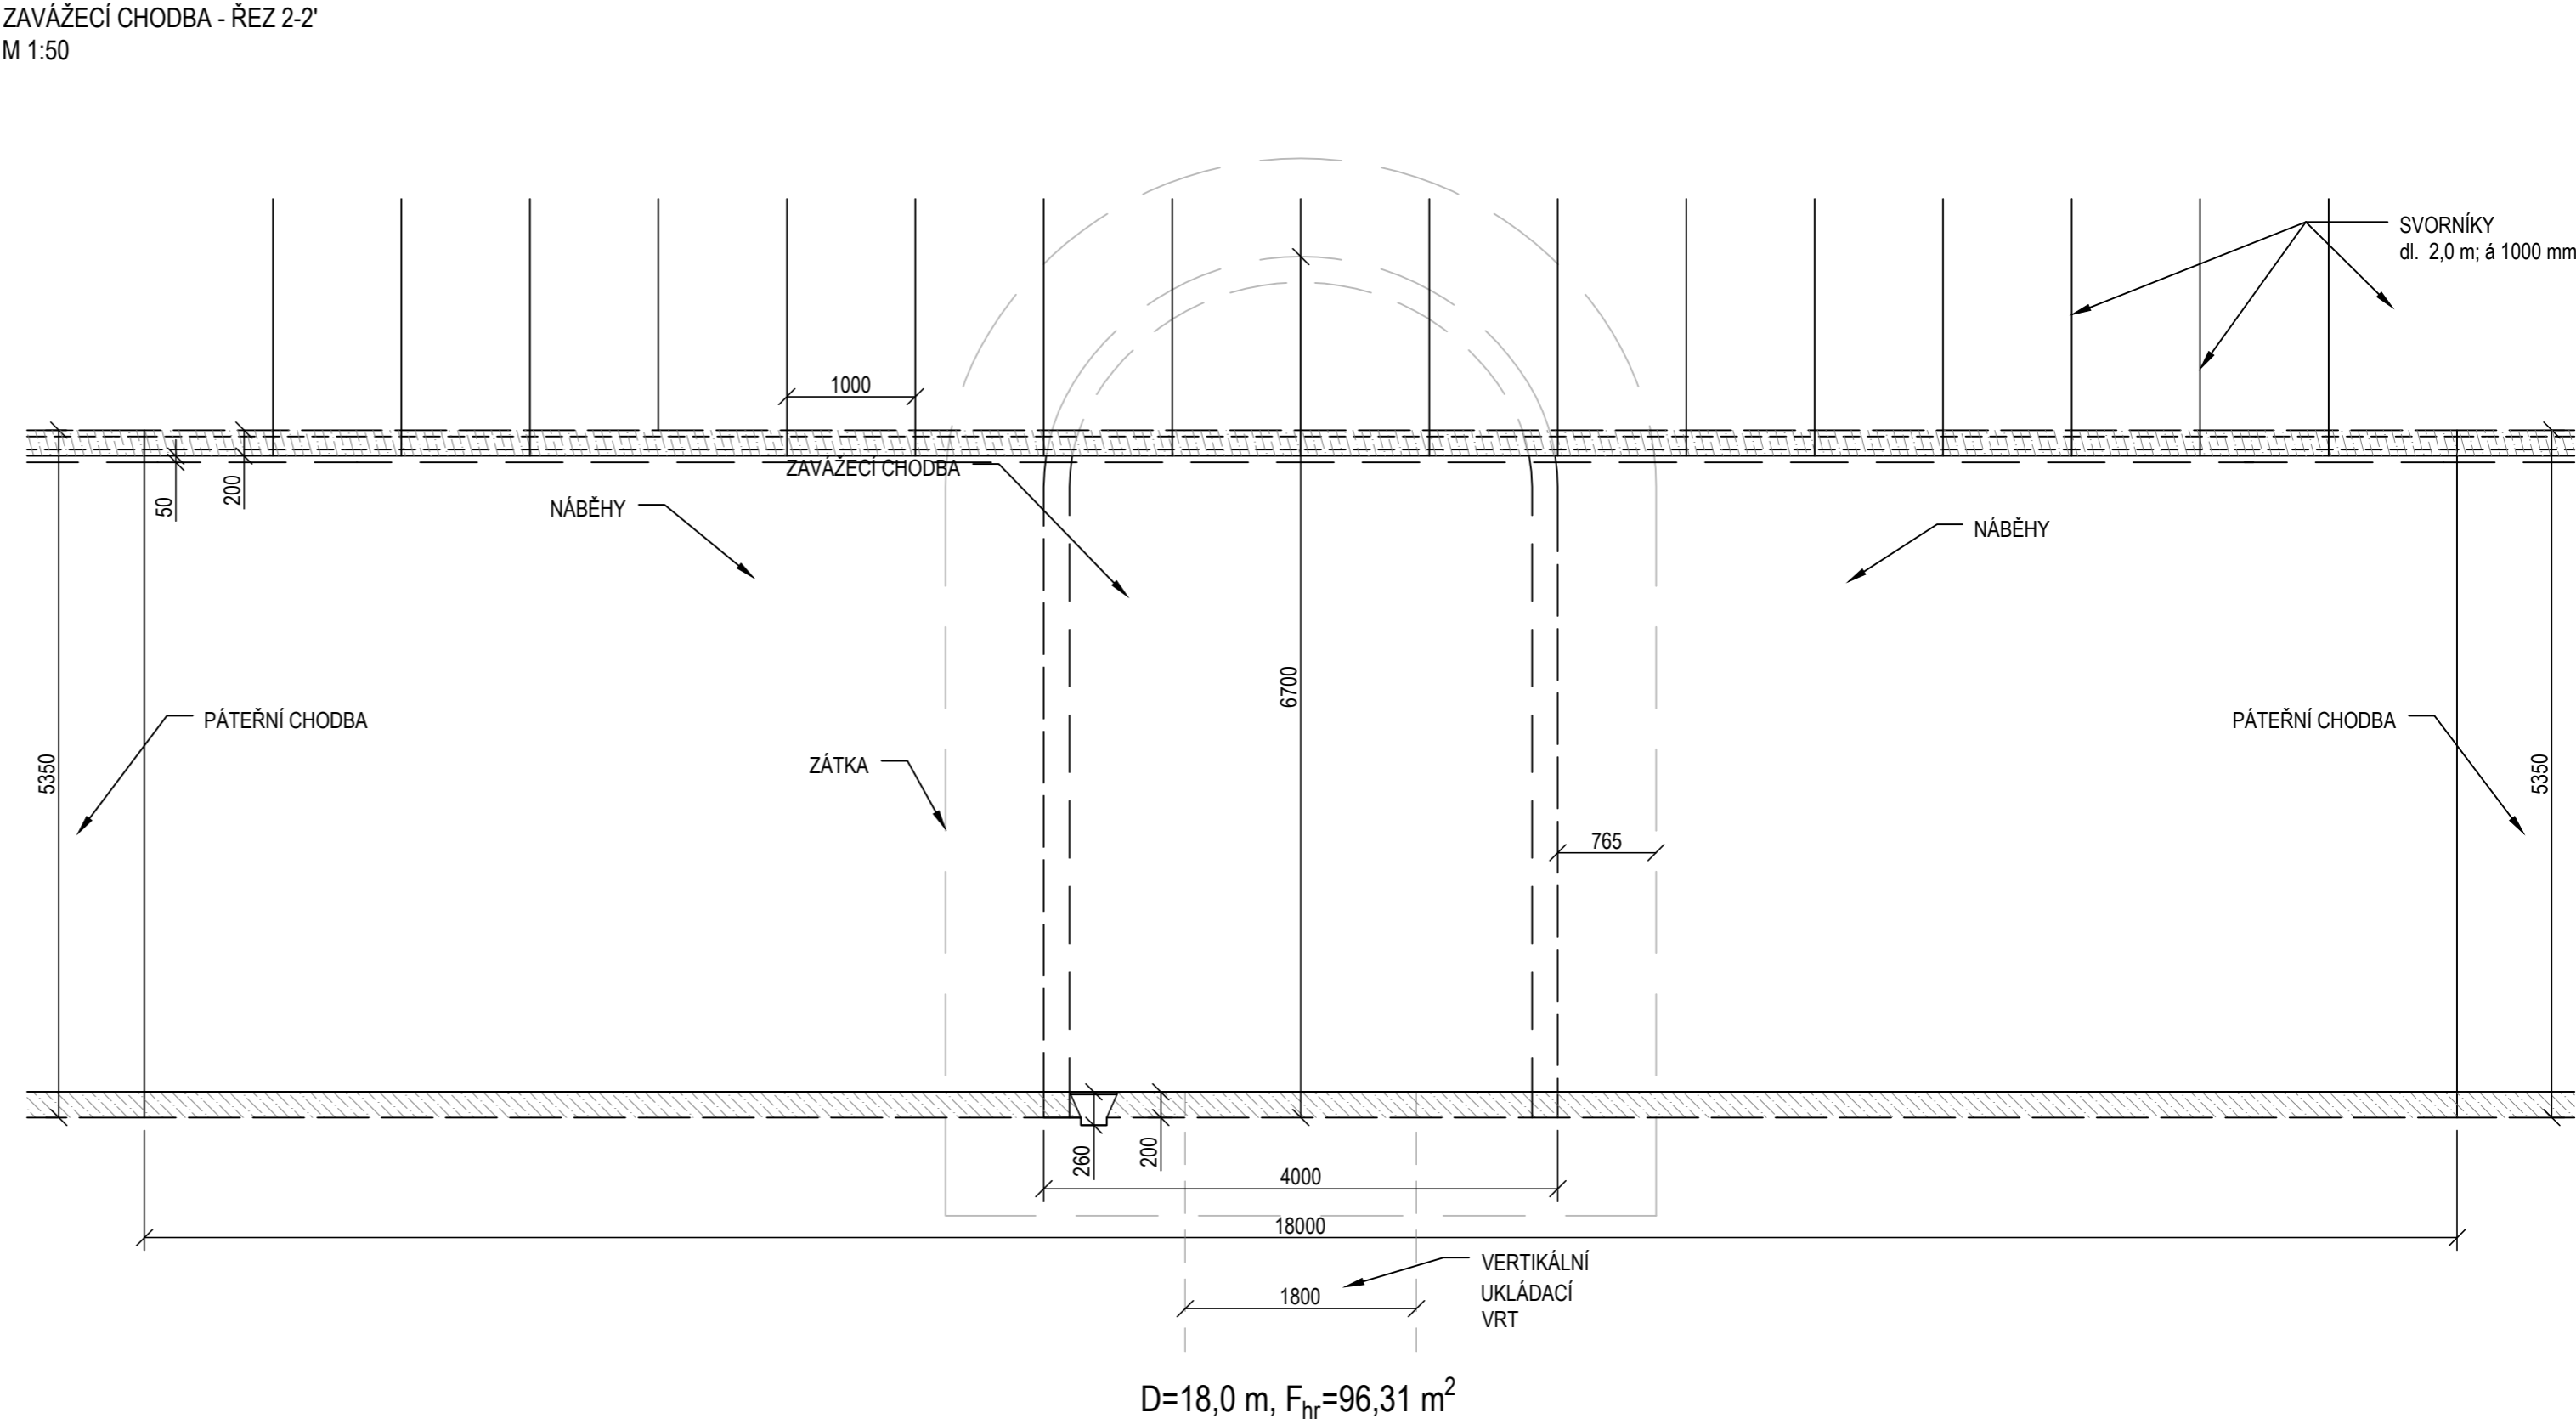 ZAVÁŽECÍ CHODBA - ŘEZ 2-2'
M 1:50
SVORNÍKY
dl. 2,0 m; á 1000 mm
1000
ZAVÁŽECÍ CHODBA
50
200
NÁBĚHY
NÁBĚHY
6700
PÁTEŘNÍ CHODBA
PÁTEŘNÍ CHODBA
5350
ZÁTKA
5350
765
260
200
4000
18000
VERTIKÁLNÍ
UKLÁDACÍ
VRT
1800
D=18,0 m, Fhr=96,31 m²